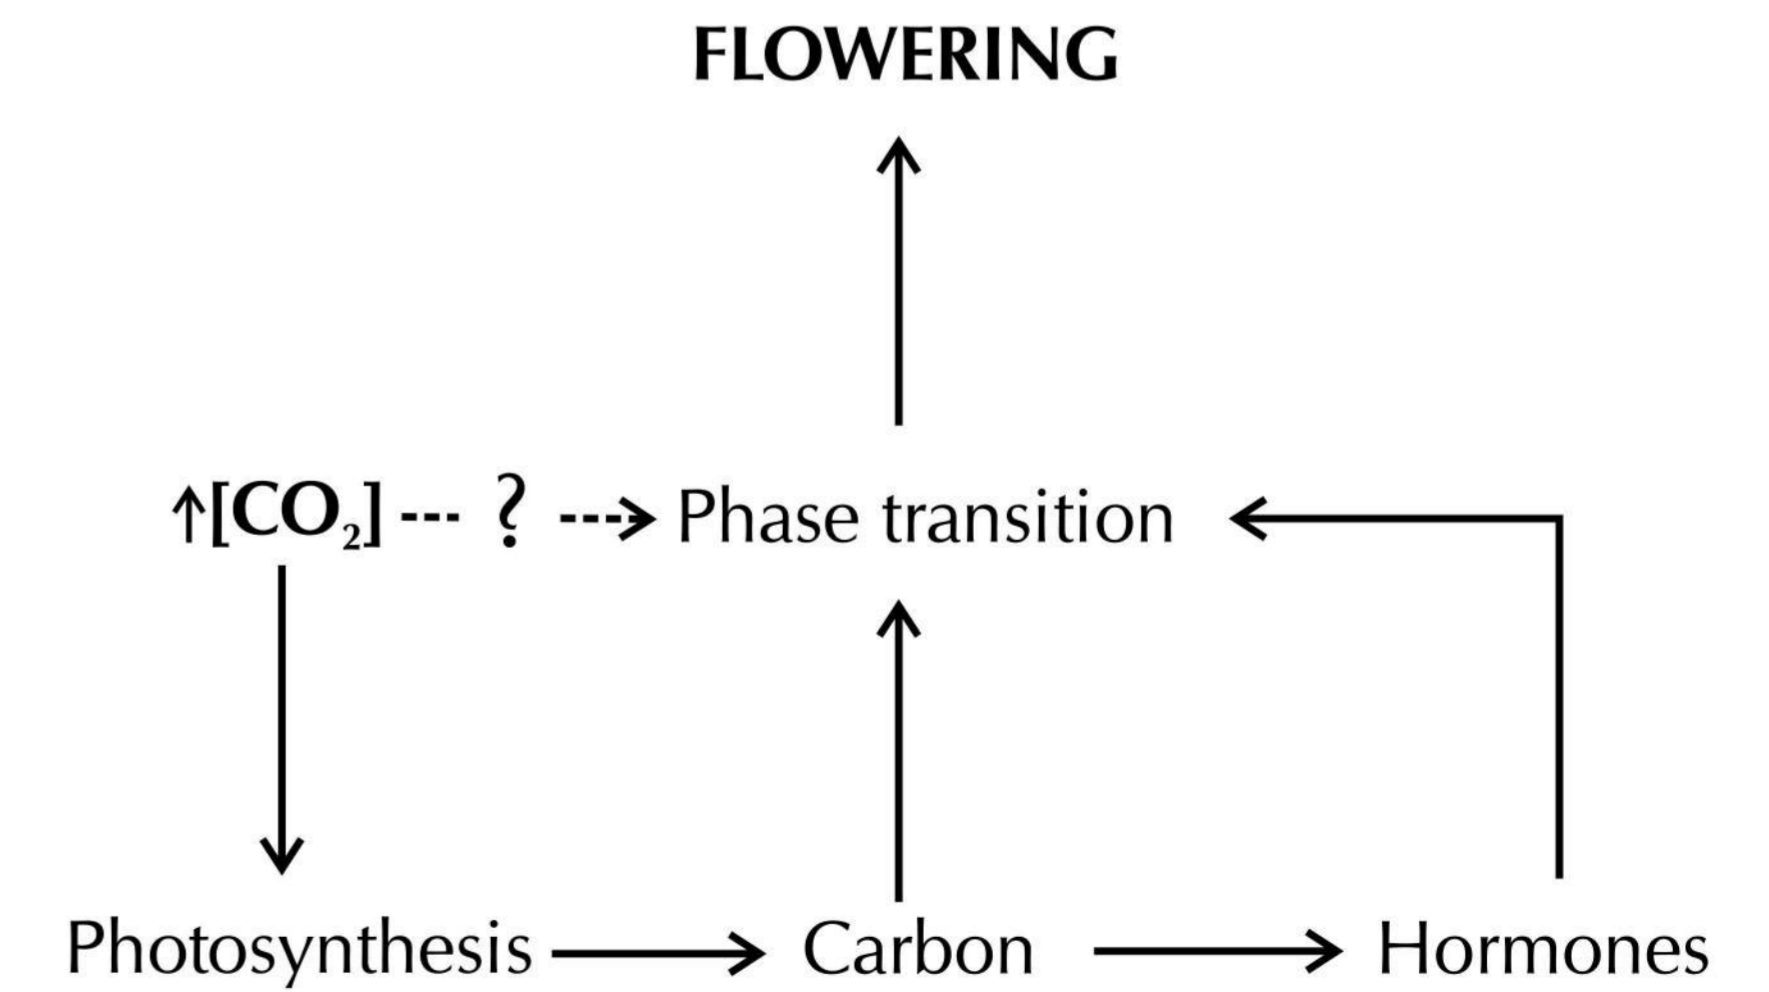 FLOWERING
↑[CO₂] --- ? ---> Phase transition
Photosynthesis Carbon Hormones